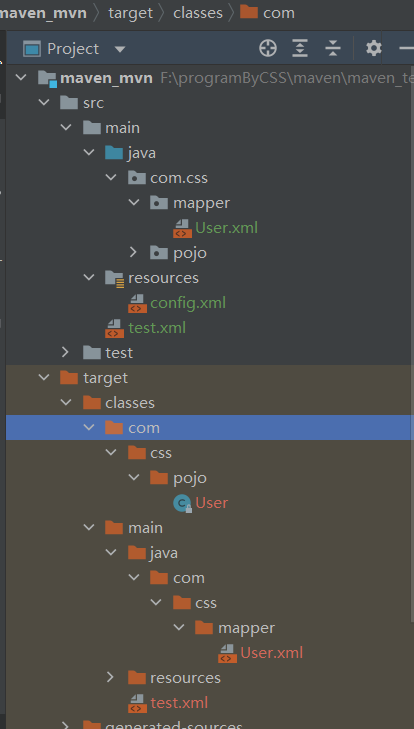 maven_mvn target classes com
Project
maven_mvn F:\programByCSS\maven\maven_te
src
main
java
com.css
mapper
User.xml
pojo
resources
config.xml
test.xml
test
target
classes
com
css
pojo
User
main
java
com
css
mapper
User.xml
resources
test.xml
generated-sources